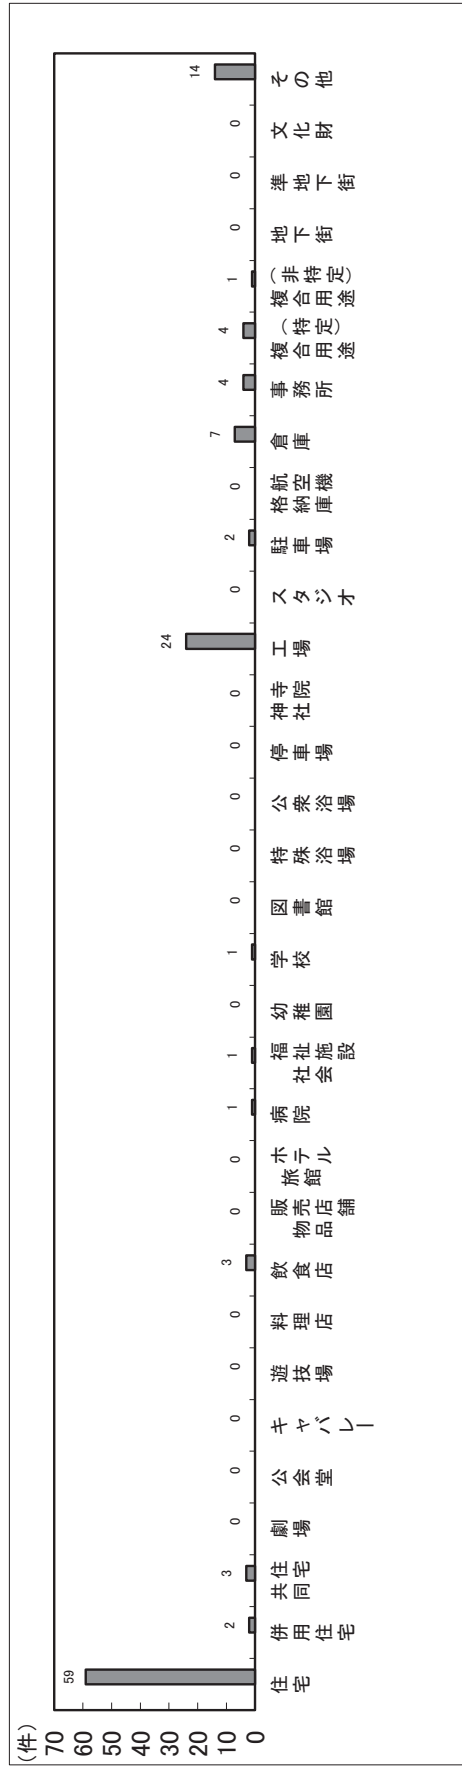 (件)
70
60
50
40
30
20
10
0
59
2
3
0
0
0
0
0
3
0
0
1
1
0
1
0
0
0
0
0
24
0
2
0
7
4
4
1
0
0
0
14
住宅
併用住宅
共同
住宅
劇場
公会堂
キャバレー
遊技場
料理店
飲食店
物品
販売店舗
旅館
ホテル
病院
社会
福祉施設
幼稚園
学校
図書館
特殊浴場
公衆浴場
停車場
神社
寺院
工場
スタジオ
駐車場
格納庫
航空機
倉庫
事務所
複合用途
(特定)
複合用途
(非特定)
地下街
準地下街
文化財
その他